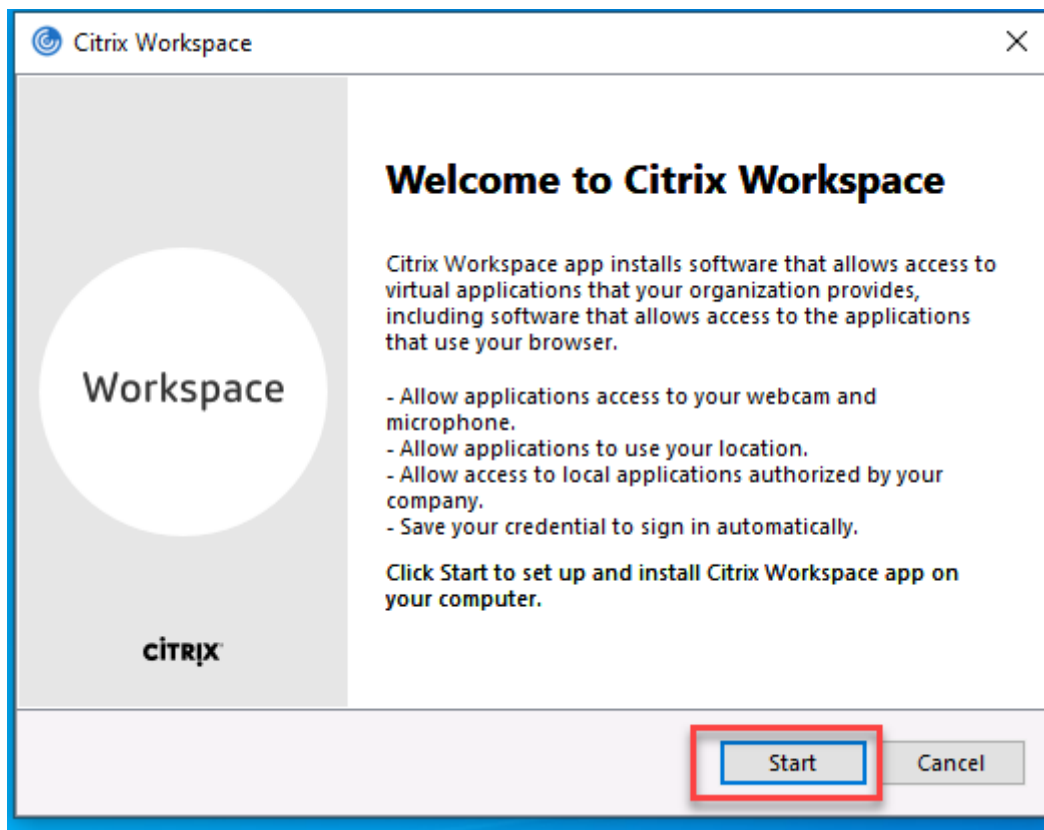 Citrix Workspace
Welcome to Citrix Workspace
Citrix Workspace app installs software that allows access to
virtual applications that your organization provides,
including software that allows access to the applications
that use your browser.
- Allow applications access to your webcam and
microphone.
- Allow applications to use your location.
- Allow access to local applications authorized by your
company.
- Save your credential to sign in automatically.
Click Start to set up and install Citrix Workspace app on
your computer.
Workspace
CİTRIX
Start
Cancel